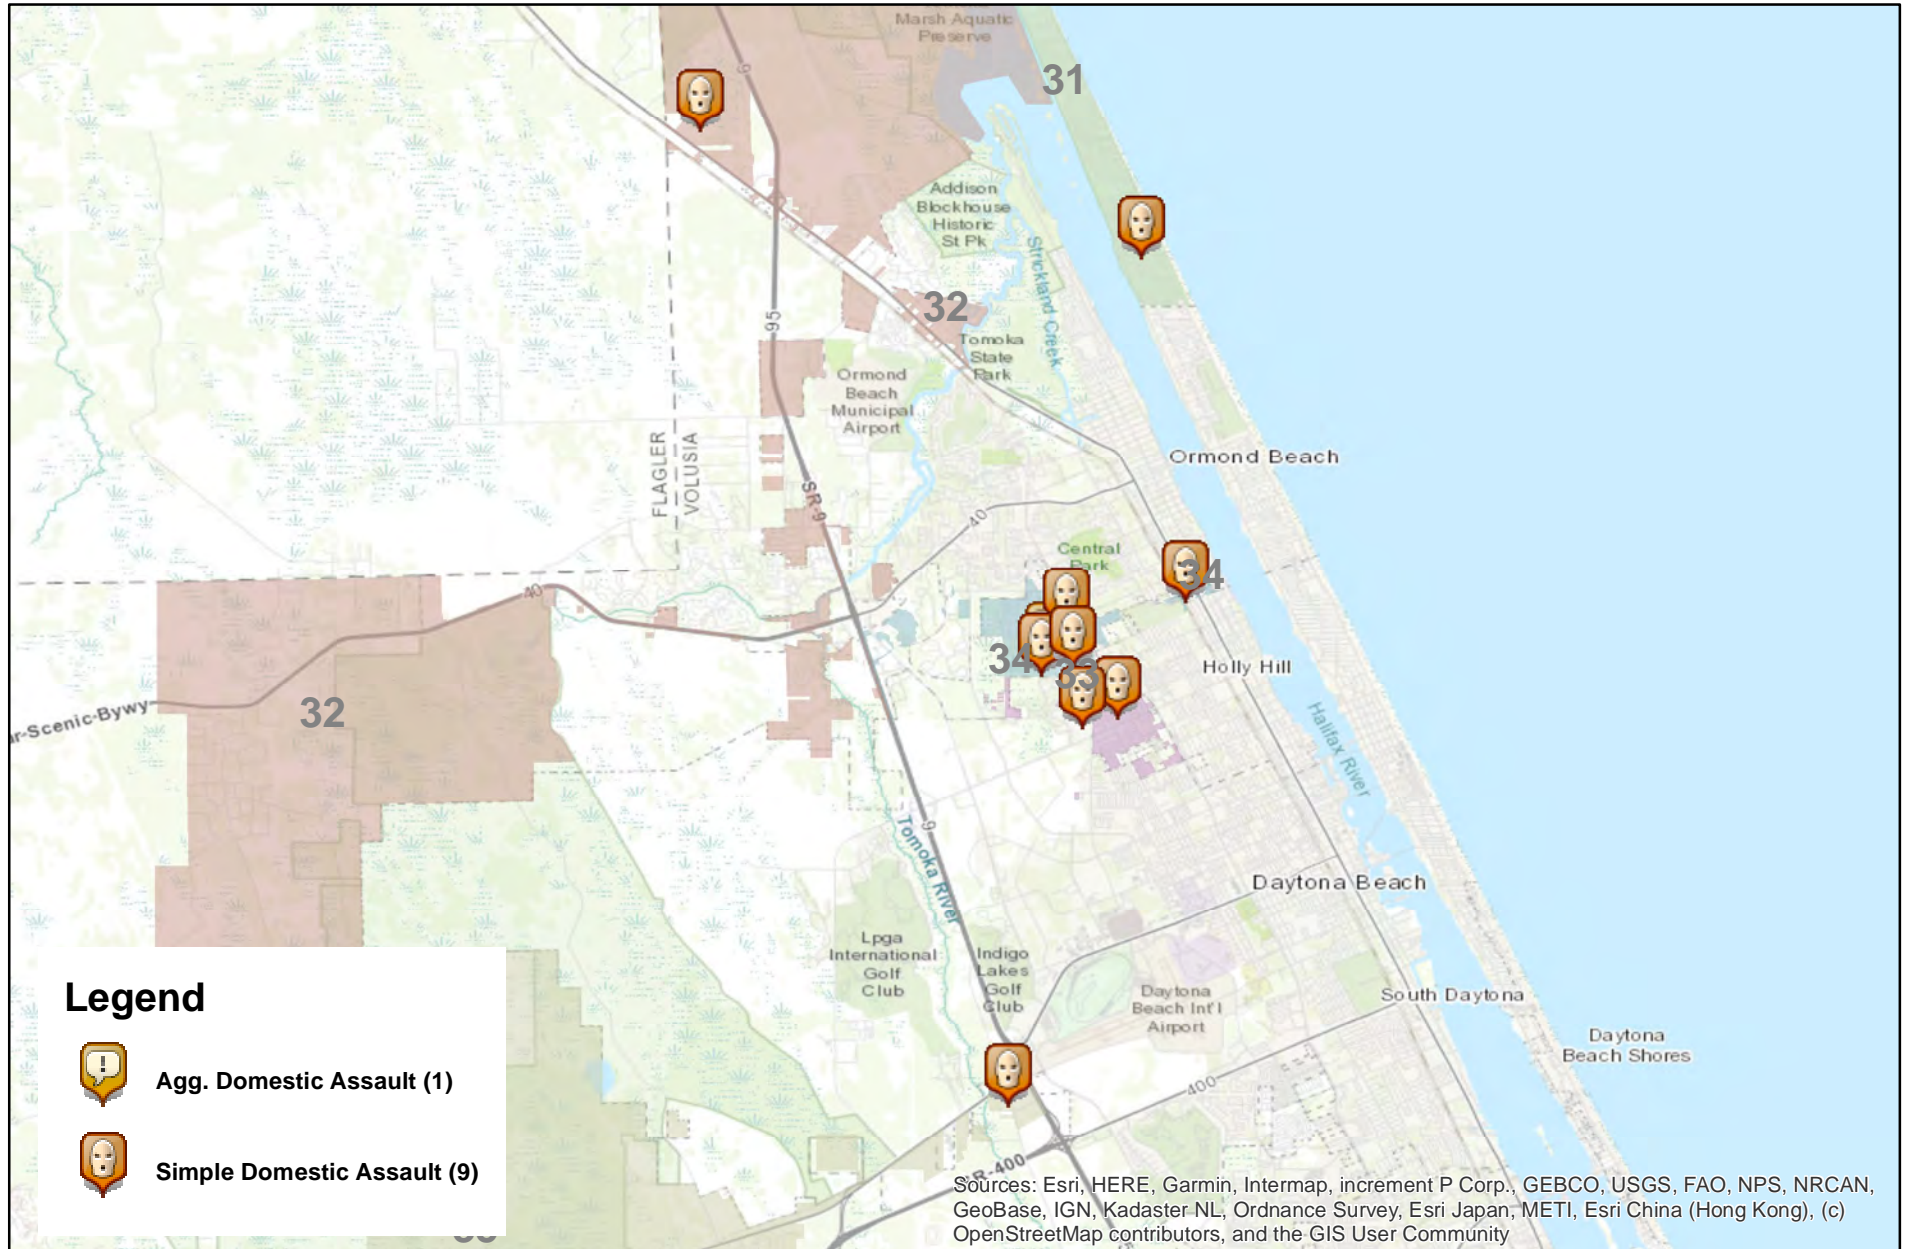 Marsh Aquatic
Preserve
9
31
Addison
Blockhouse
Historic
St Pk
Strickland Creek
32
95
Tomoka
State
Park
Ormond
Beach
Municipal
Airport
FLAGLER
VOLUSIA
SR-9
Ormond Beach
40
Central
Park
34
40
34
33
Holly Hill
32
r-Scenic-Bywy
Halifax River
9
Tomoka River
Daytona Beach
Lpga
International
Golf
Club
Indigo
Lakes
Golf
Club
Daytona
Beach Int'l
Airport
South Daytona
Daytona
Beach Shores
400
R-400
Legend
Agg. Domestic Assault (1)
Simple Domestic Assault (9)
Sources: Esri, HERE, Garmin, Intermap, increment P Corp., GEBCO, USGS, FAO, NPS, NRCAN,
GeoBase, IGN, Kadaster NL, Ordnance Survey, Esri Japan, METI, Esri China (Hong Kong), (c)
OpenStreetMap contributors, and the GIS User Community